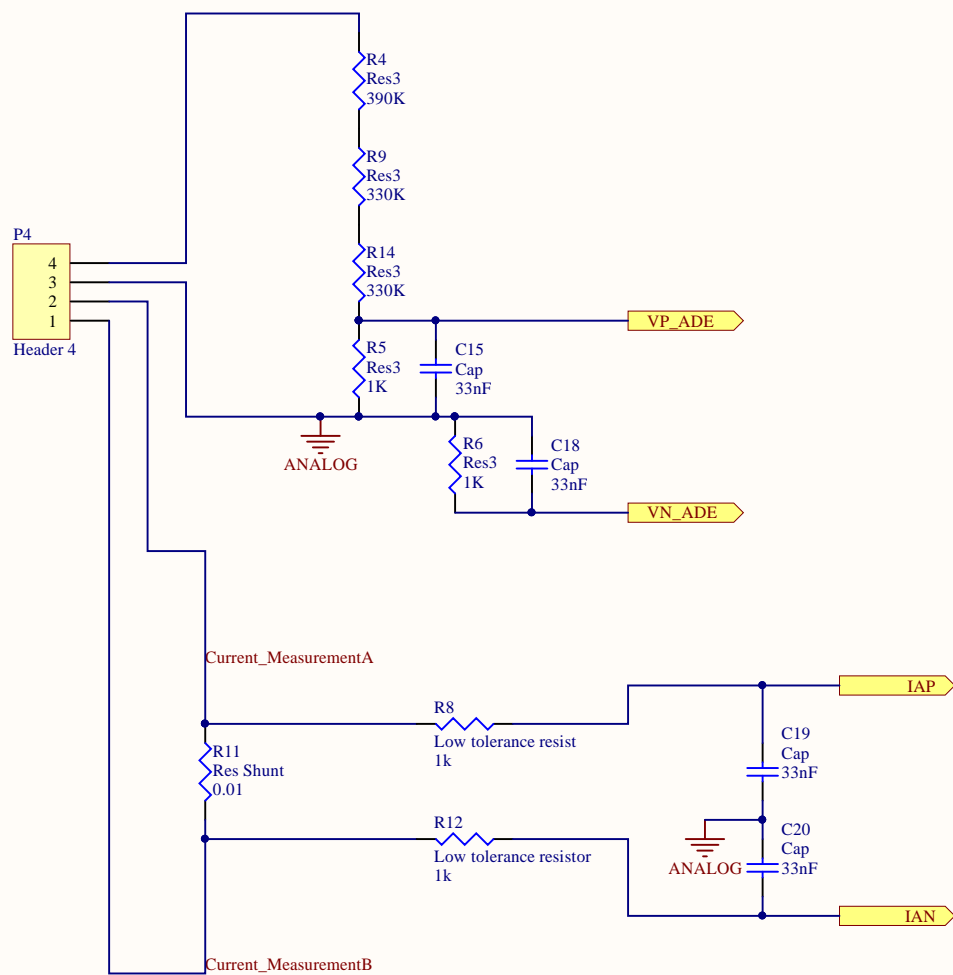 R4
Res3
390K
R9
Res3
330K
P4
4
3
2
1
Header 4
R14
Res3
330K
VP_ADE
R5
Res3
1K
C15
Cap
33nF
ANALOG
R6
Res3
1K
C18
Cap
33nF
VN_ADE
Current_MeasurementA
IAP
R8
Low tolerance resist
1k
R11
Res Shunt
0.01
C19
Cap
33nF
R12
Low tolerance resistor
1k
ANALOG
C20
Cap
33nF
IAN
Current_MeasurementB